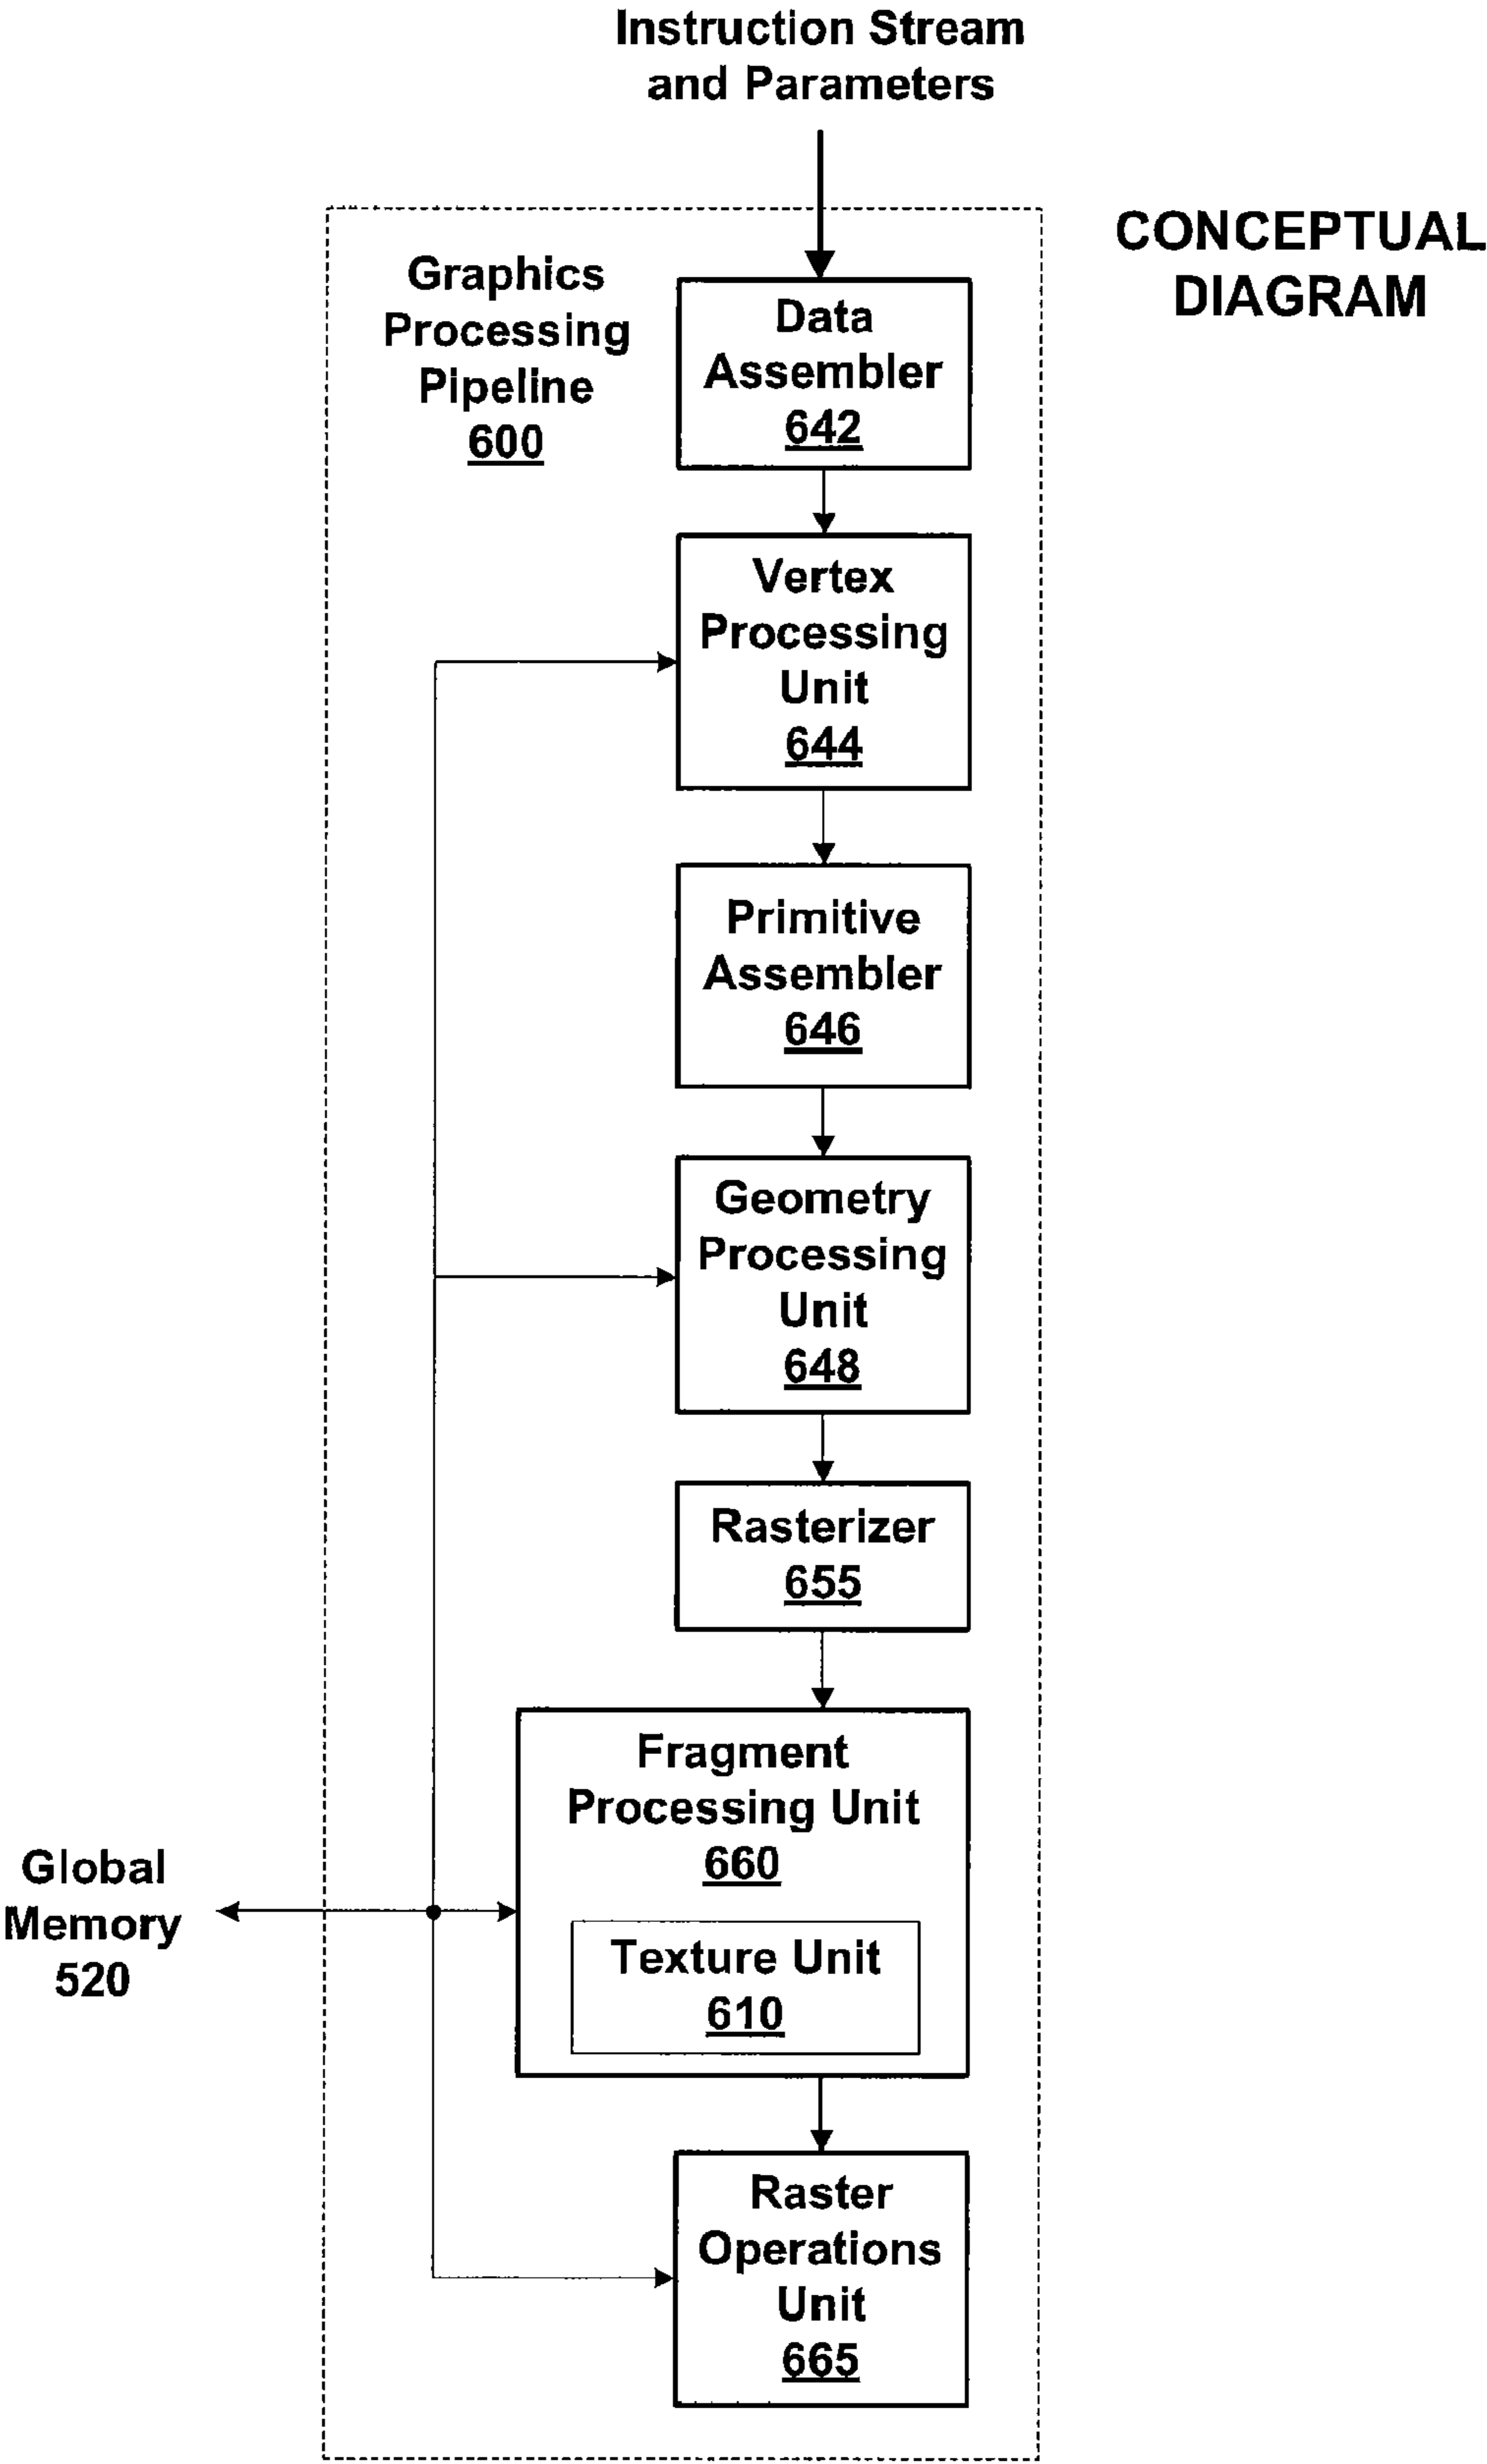 Instruction Stream
and Parameters
CONCEPTUAL
DIAGRAM
Graphics
Processing
Pipeline
600
Data
Assembler
642
Vertex
Processing
Unit
644
Primitive
Assembler
646
Geometry
Processing
Unit
648
Rasterizer
655
Fragment
Processing Unit
660
Texture Unit
610
Global
Memory
520
Raster
Operations
Unit
665